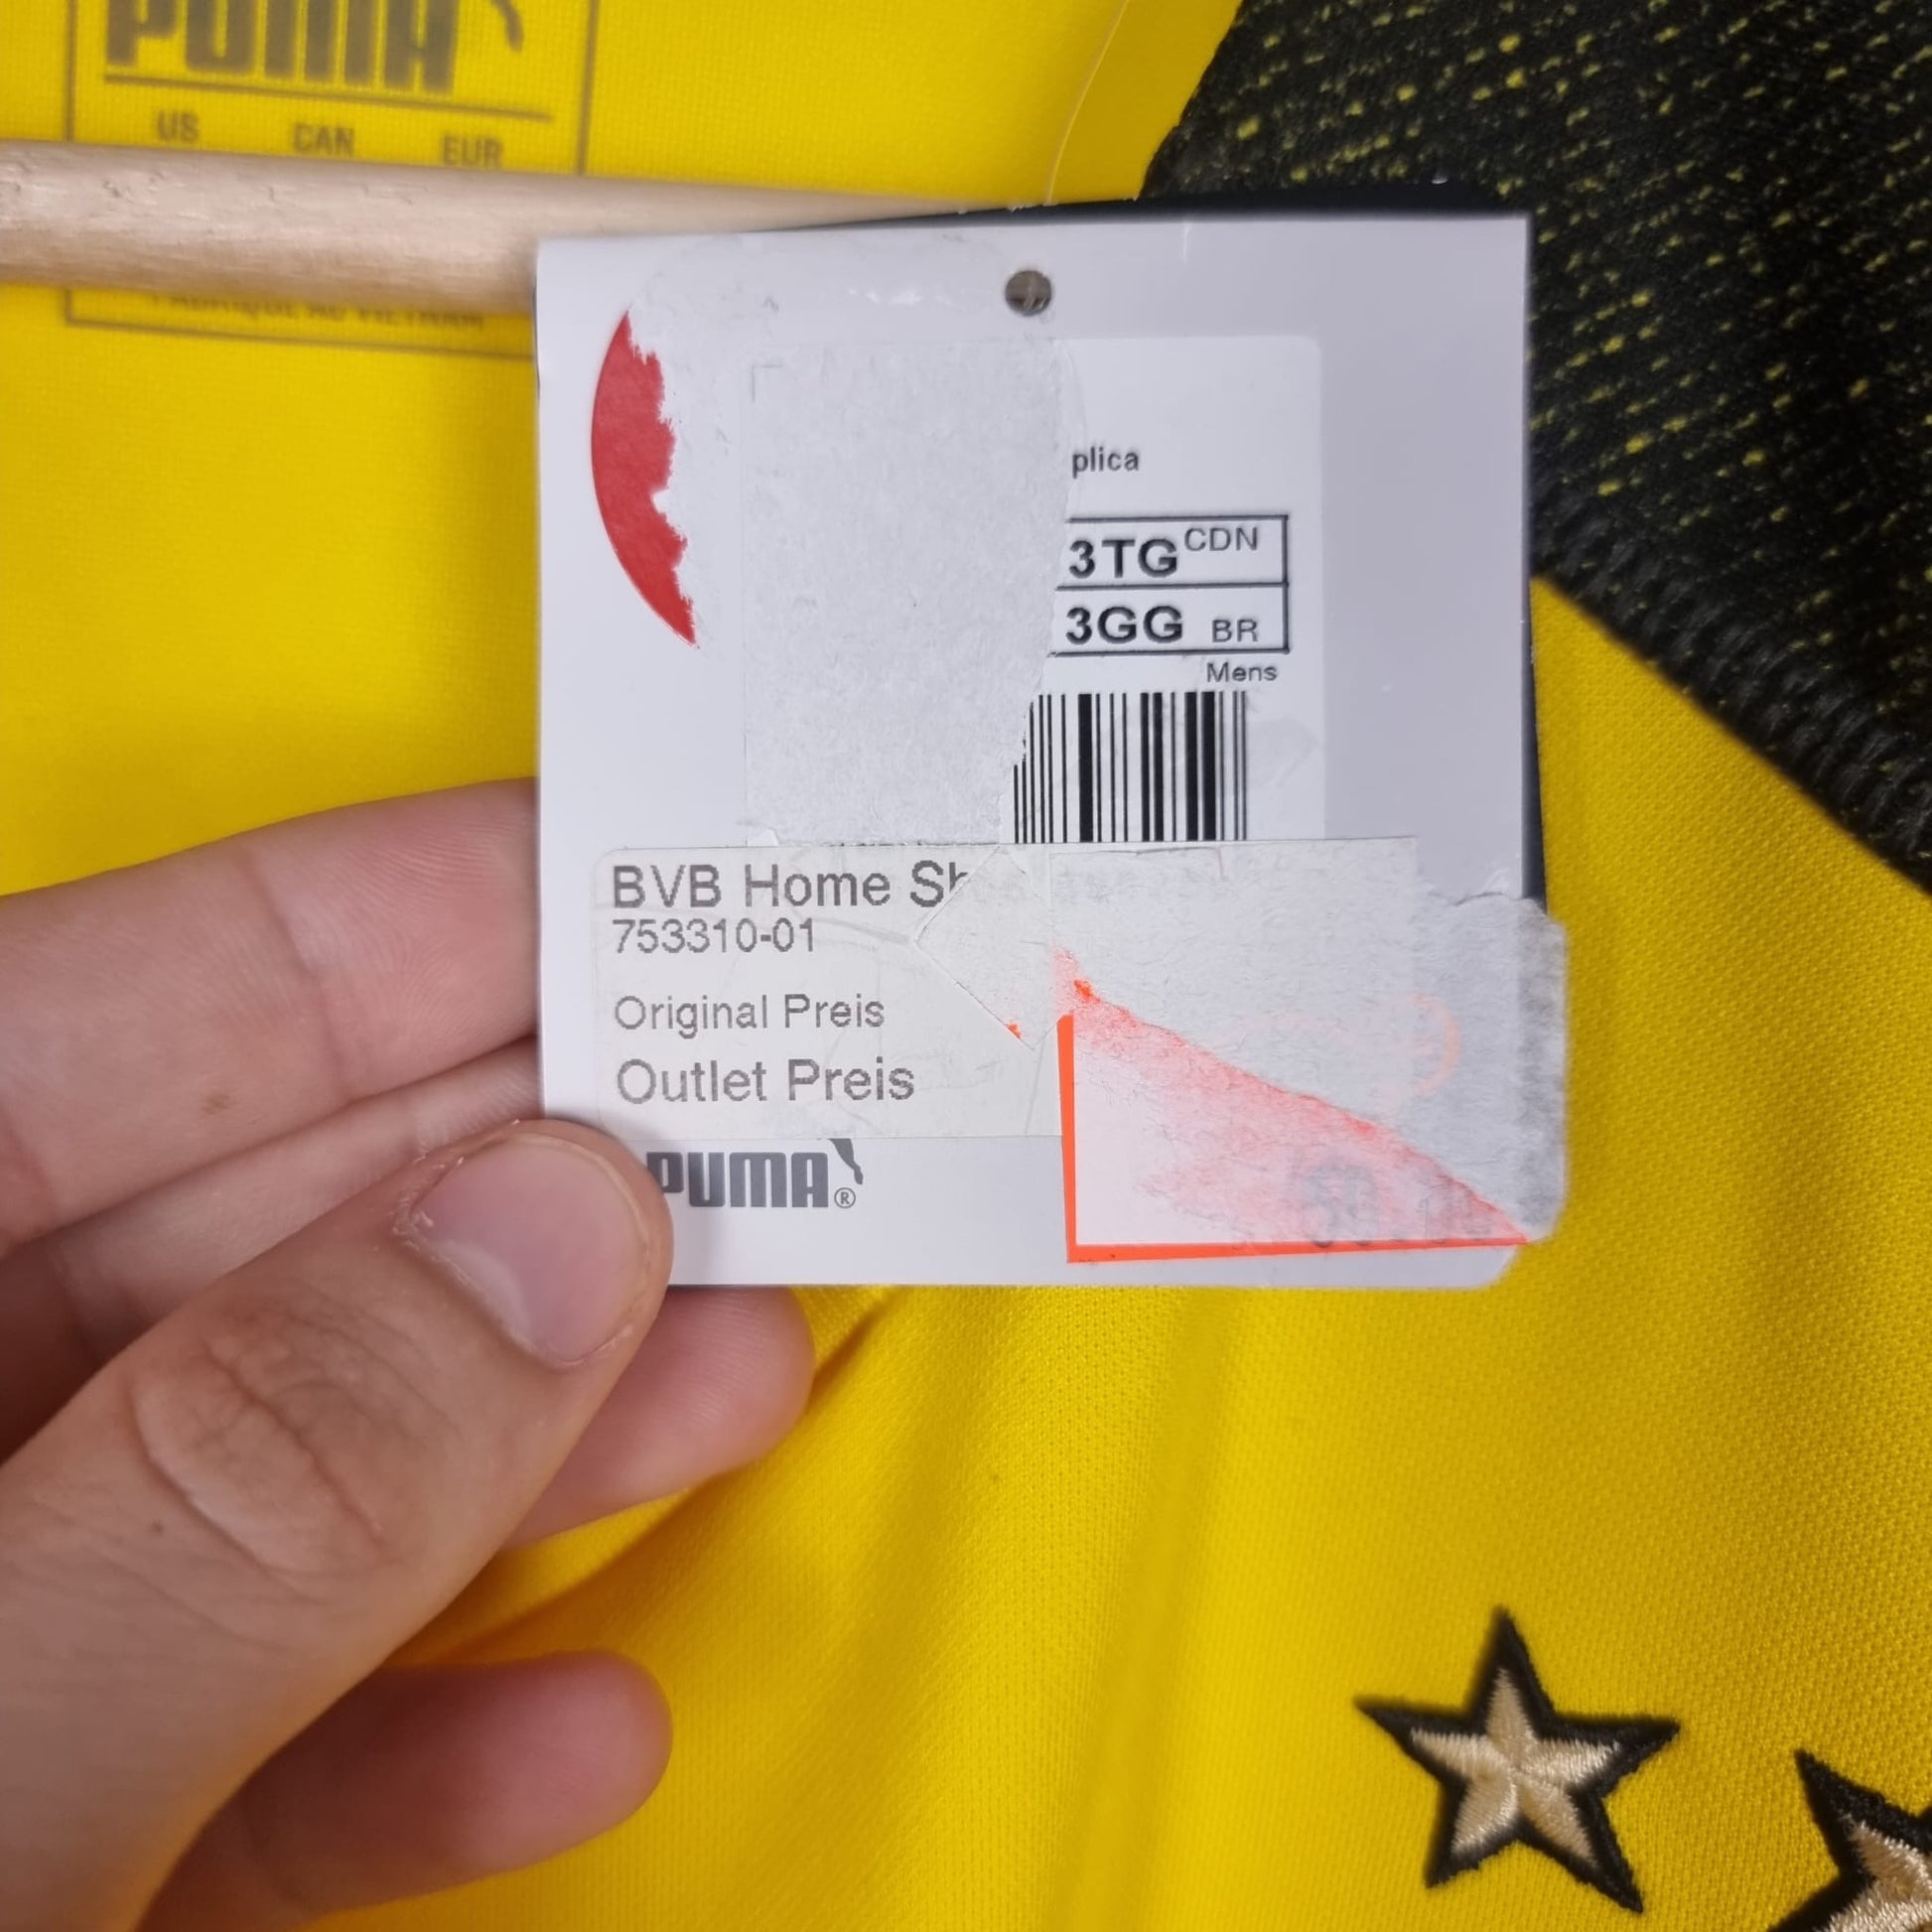 PUMA
US CAN EUR
plica
3TG CDN
3GG BR
Mens
BVB Home Sh
753310-01
Original Preis
Outlet Preis
PUMA®